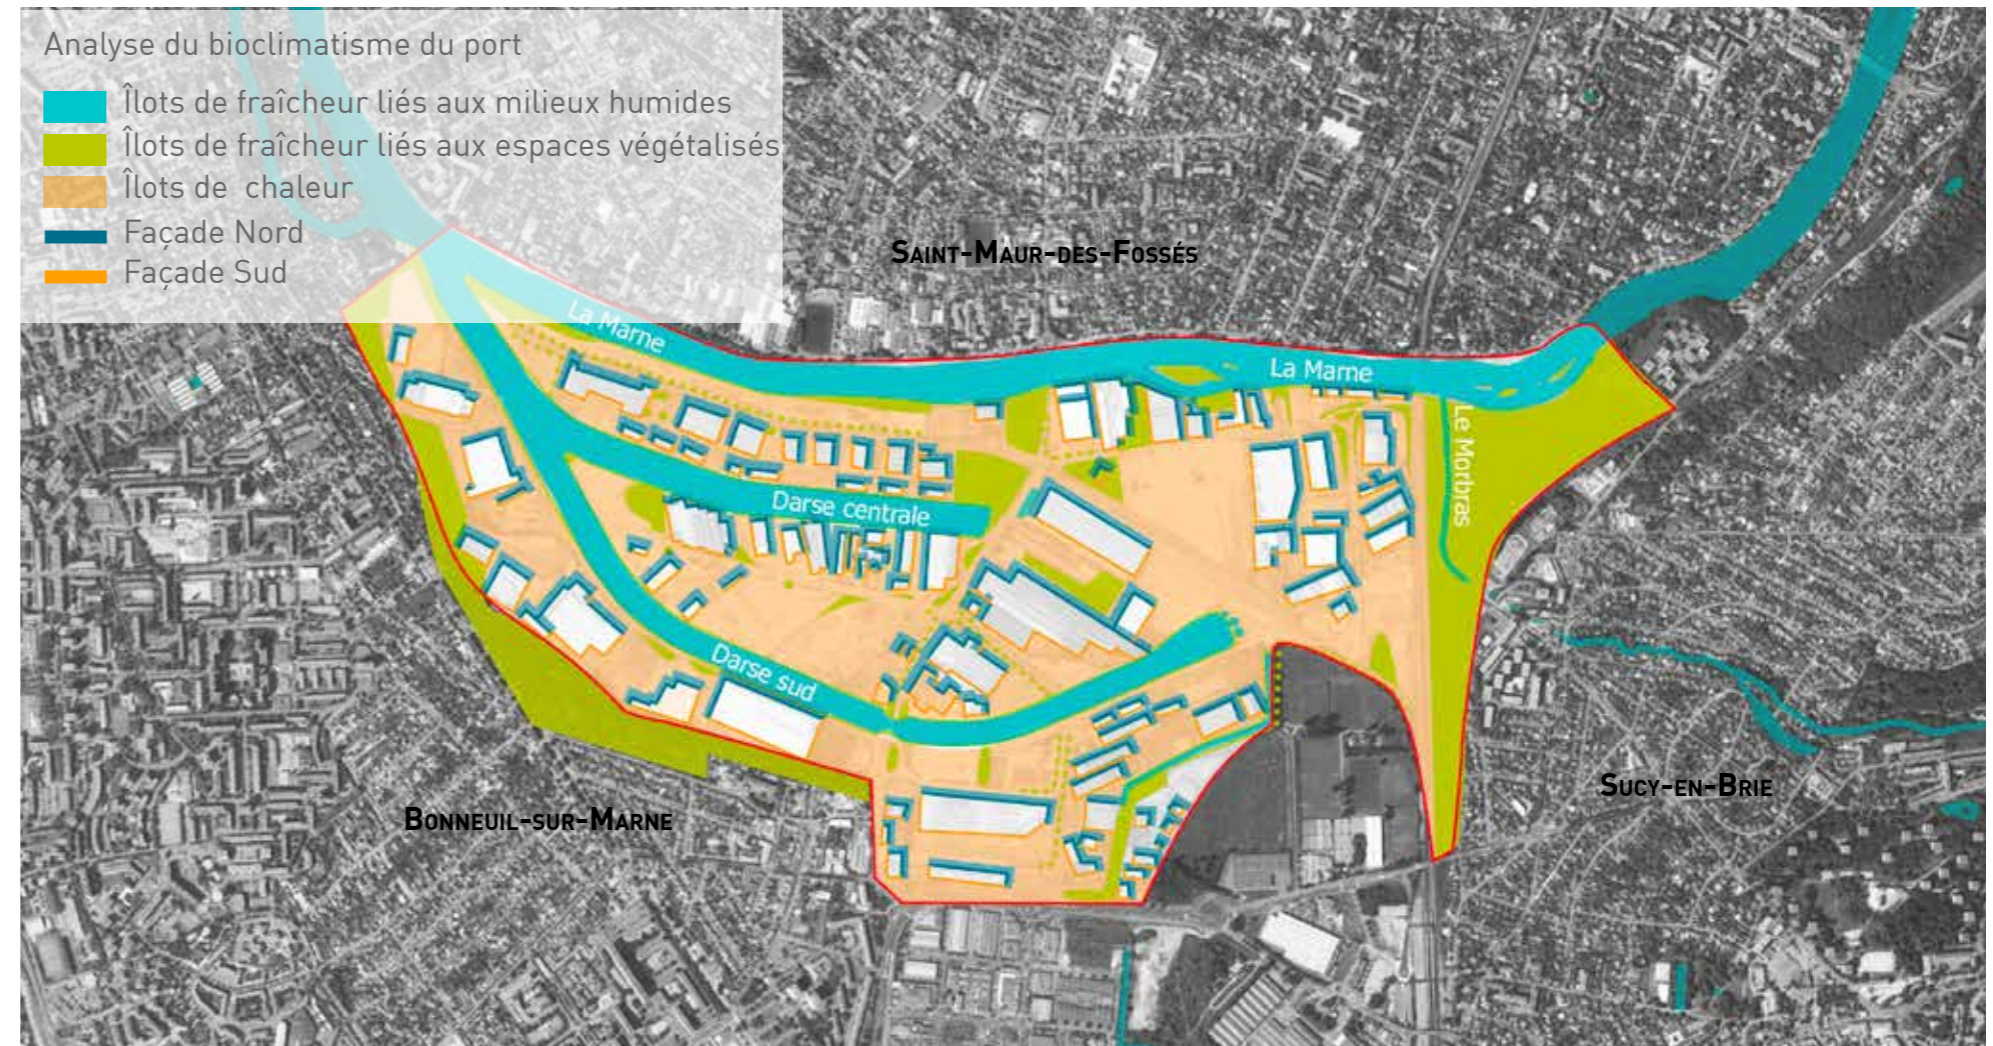 Analyse du bioclimatisme du port
Îlots de fraîcheur liés aux milieux humides
Îlots de fraîcheur liés aux espaces végétalisés
Îlots de chaleur
Façade Nord
Façade Sud
Saint-Maur-des-Fossés
La Marne
La Marne
Le Morbras
Darse centrale
Darse sud
Sucy-en-Brie
Bonneuil-sur-Marne